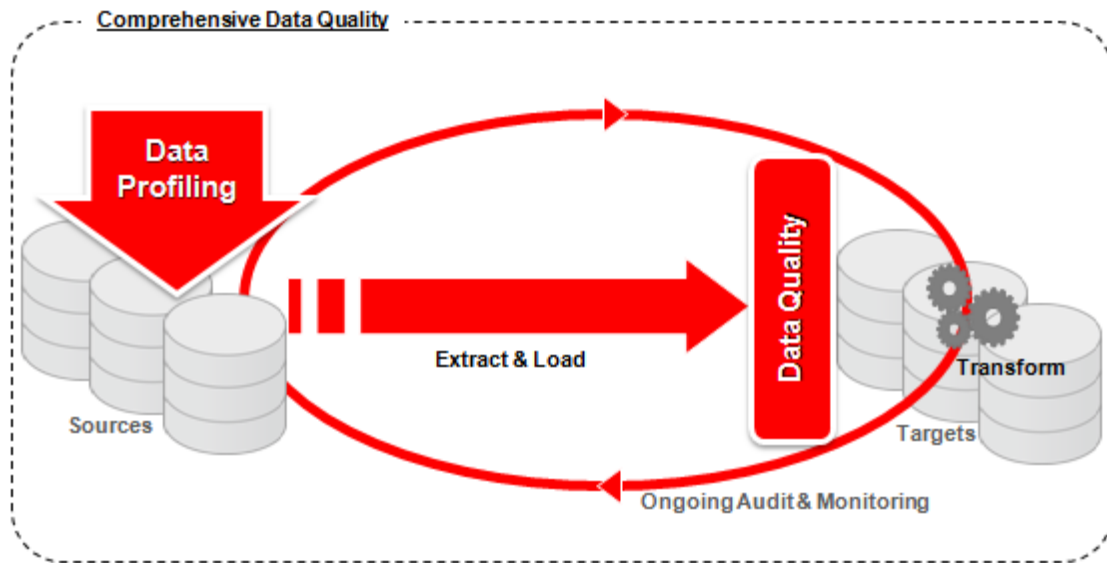 Comprehensive Data Quality
Data
Profiling
Data Quality
Extract & Load
Transform
Sources
Targets
Ongoing Audit & Monitoring